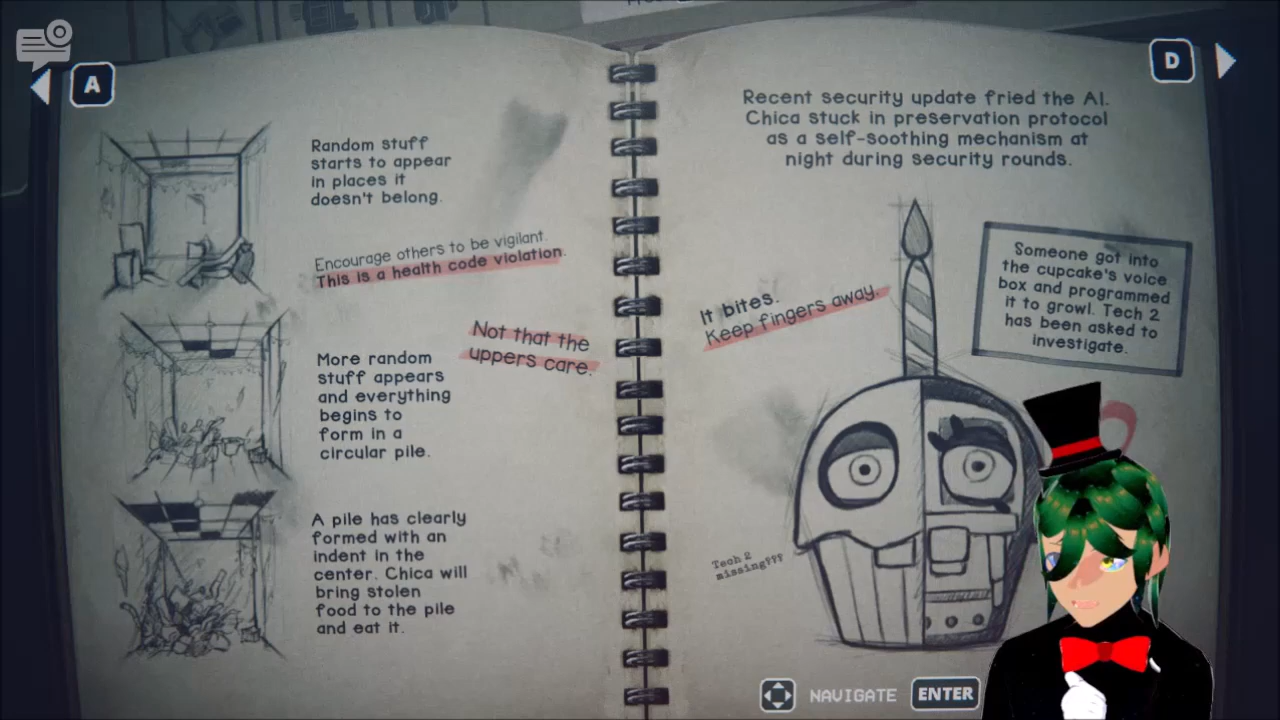 A
Random stuff
starts to appear
in places it
doesn't belong.
Encourage others to be vigilant.
This is a health code violation.
Not that the
uppers care.
More random
stuff appears
and everything
begins to
form in a
circular pile.
A pile has clearly
formed with an
indent in the
center. Chica will
bring stolen
food to the pile
and eat it.
D
Recent security update fried the AI.
Chica stuck in preservation protocol
as a self-soothing mechanism at
night during security rounds.
It bites.
Keep fingers away.
Someone got into
the cupcake's voice
box and programmed
it to growl. Tech 2
has been asked to
investigate.
Tech 2
missing???
NAVIGATE ENTER